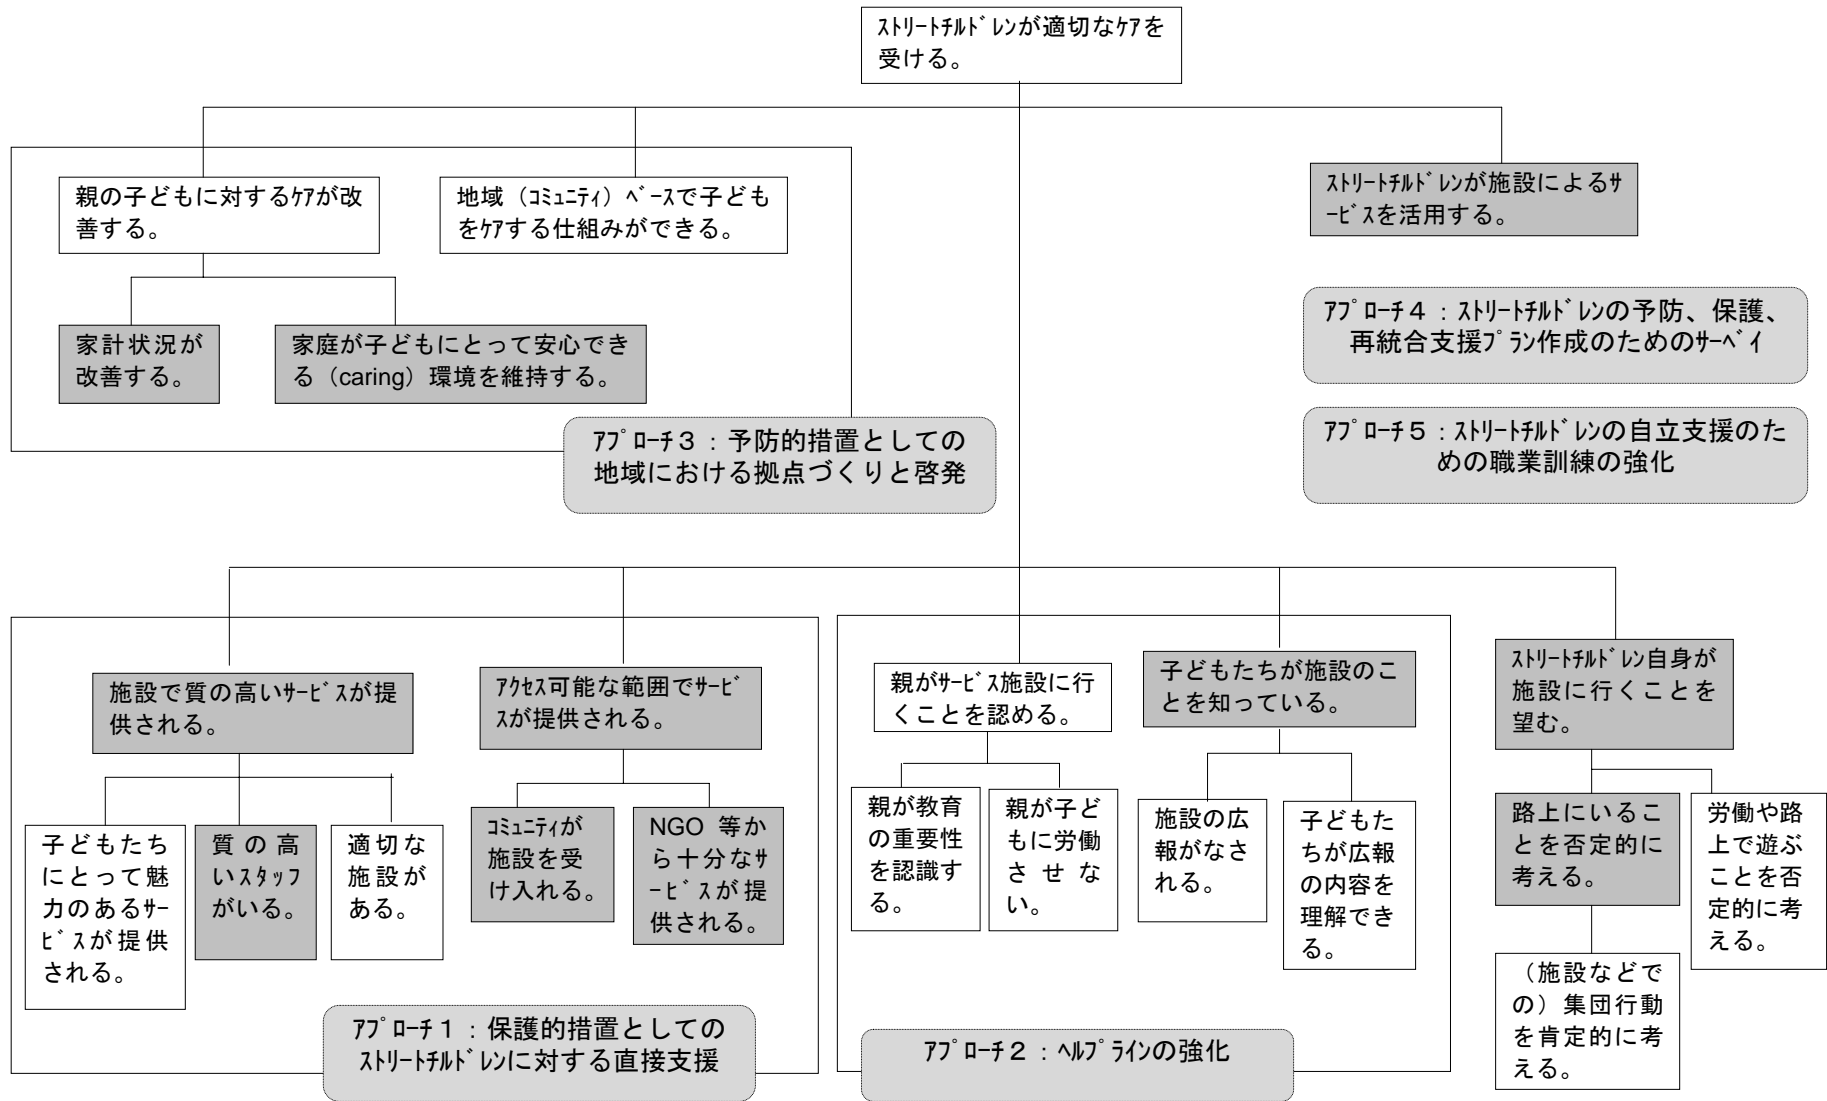 ｽﾄﾘｰﾄﾁﾙﾄﾞﾚﾝが適切なｹｱを
受ける。
親の子どもに対するｹｱが改
善する。
地域（ｺﾐｭﾆﾃｨ）ﾍﾞｰｽで子ども
をｹｱする仕組みができる。
ｽﾄﾘｰﾄﾁﾙﾄﾞﾚﾝが施設によるｻ
ｰﾋﾞｽを活用する。
家計状況が
改善する。
家庭が子どもにとって安心でき
る（caring）環境を維持する。
ｱﾌﾟﾛｰﾁ３：予防的措置としての
地域における拠点づくりと啓発
ｱﾌﾟﾛｰﾁ４：ｽﾄﾘｰﾄﾁﾙﾄﾞﾚﾝの予防、保護、
再統合支援ﾌﾟﾗﾝ作成のためのｻｰﾍﾞｲ
ｱﾌﾟﾛｰﾁ５：ｽﾄﾘｰﾄﾁﾙﾄﾞﾚﾝの自立支援のた
めの職業訓練の強化
施設で質の高いｻｰﾋﾞｽが提
供される。
ｱｸｾｽ可能な範囲でｻｰﾋﾞ
ｽが提供される。
親がｻｰﾋﾞｽ施設に行
くことを認める。
子どもたちが施設のこ
とを知っている。
ｽﾄﾘｰﾄﾁﾙﾄﾞﾚﾝ自身が
施設に行くことを
望む。
子どもたち
にとって魅
力のあるｻｰ
ﾋﾞｽが提供
される。
質の高
いｽﾀｯﾌ
がいる。
適切な
施設が
ある。
ｺﾐｭﾆﾃｨが
施設を受
け入れる。
NGO 等か
ら十分なｻ
ｰﾋﾞｽが提
供される。
親が教育
の重要性
を認識す
る。
親が子ど
もに労働
させな
い。
施設の広
報がなさ
れる。
子どもた
ちが広報
の内容を
理解でき
る。
路上にいるこ
とを否定的に
考える。
労働や路
上で遊ぶ
ことを否
定的に考
える。
（施設などで
の）集団行動
を肯定的に考
える。
ｱﾌﾟﾛｰﾁ１：保護的措置としての
ｽﾄﾘｰﾄﾁﾙﾄﾞﾚﾝに対する直接支援
ｱﾌﾟﾛｰﾁ２：ﾍﾙﾌﾟﾗｲﾝの強化